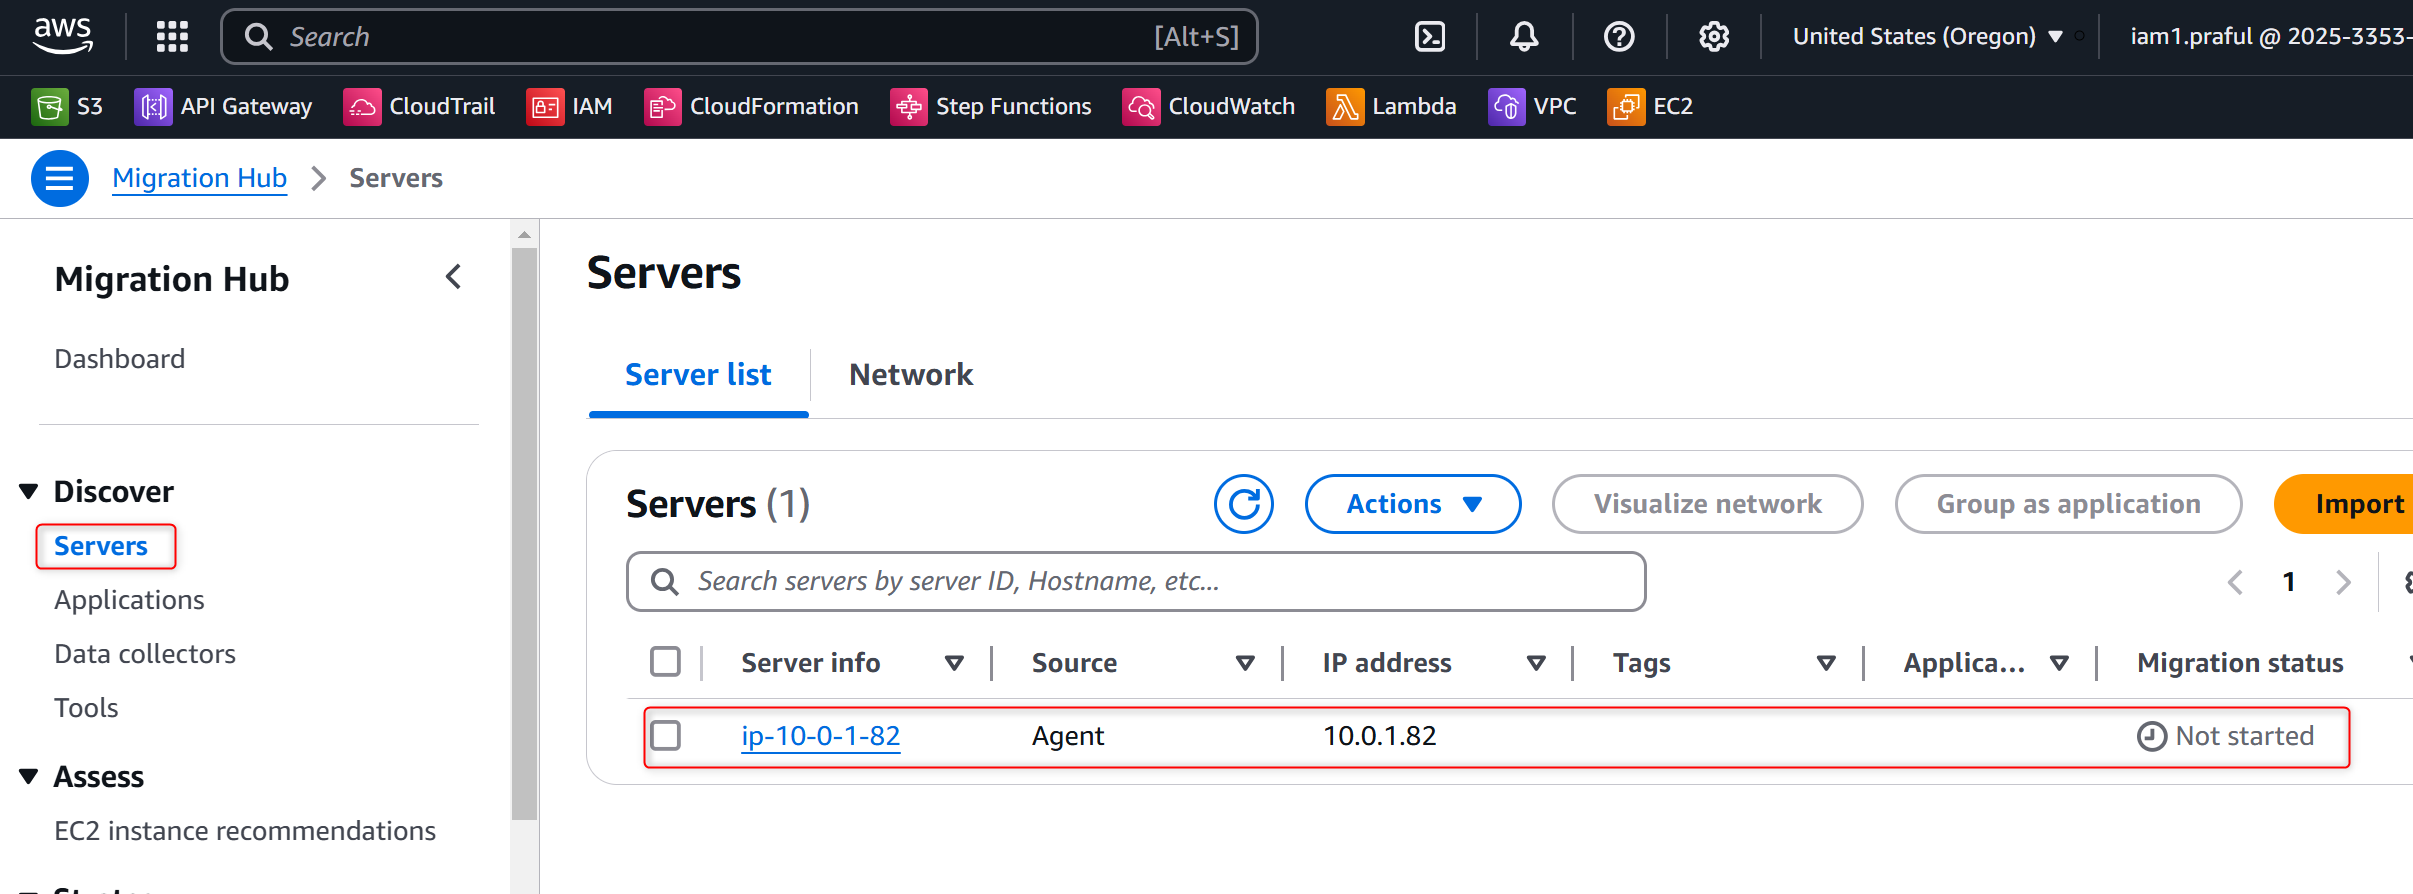 aws Search [Alt+S] United States (Oregon) iam1.praful @ 2025-3353-
S3 API Gateway CloudTrail IAM CloudFormation Step Functions CloudWatch Lambda VPC EC2
Migration Hub Servers
Migration Hub
Dashboard
Discover
Servers
Applications
Data collectors
Tools
Assess
EC2 instance recommendations
Servers
Server list Network
Servers (1) Actions Visualize network Group as application Import
Search servers by server ID, Hostname, etc... 1
Server info Source IP address Tags Applica... Migration status
ip-10-0-1-82 Agent 10.0.1.82 Not started